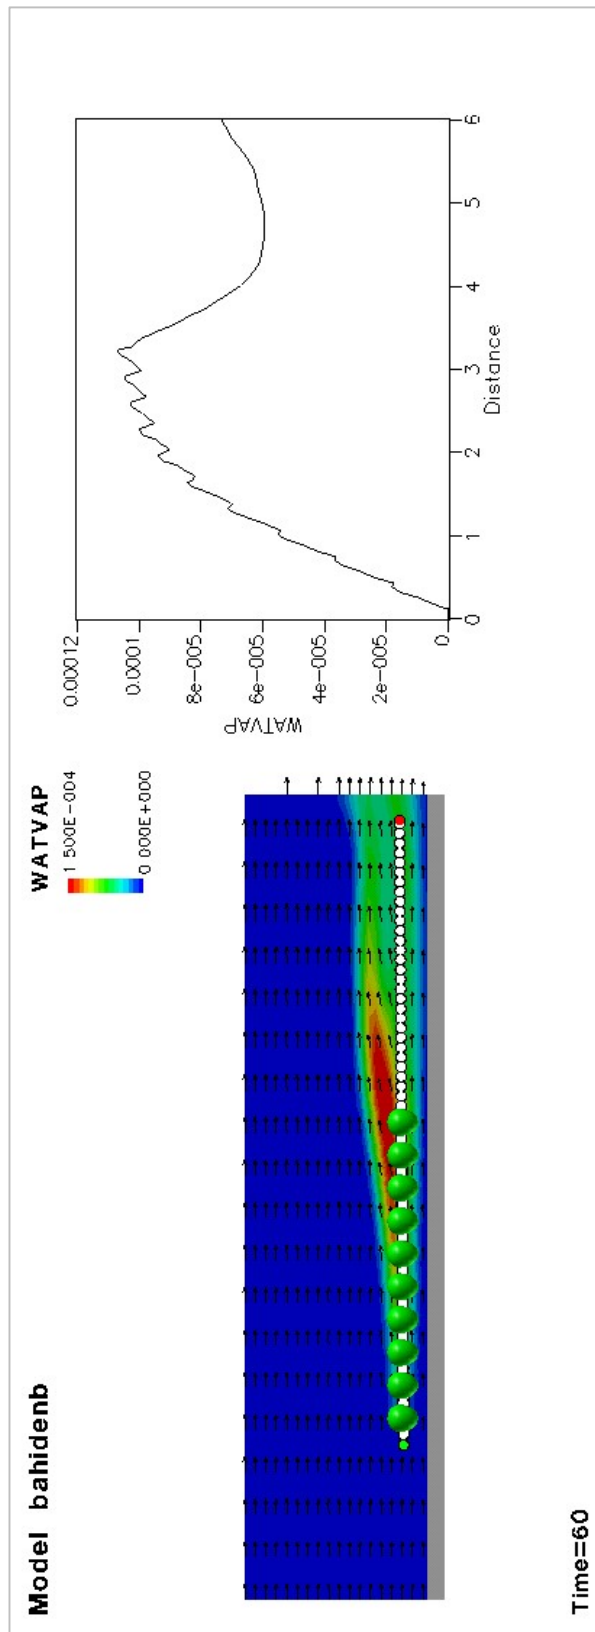 Model bahidenb
WATVAP
1 500E-004
0 000E+000
WATVAP
0.00012
0.0001
8e-005
6e-005
4e-005
2e-005
0
0
1
2
3
4
5
6
Distance
Time=60